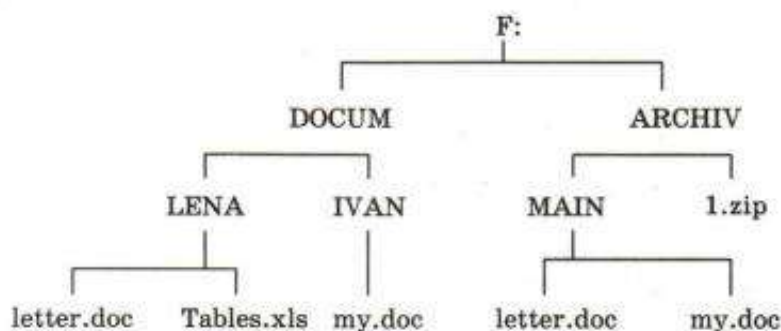 F:
DOCUM ARCHIV
LENA IVAN MAIN 1.zip
letter.doc Tables.xls my.doc letter.doc my.doc